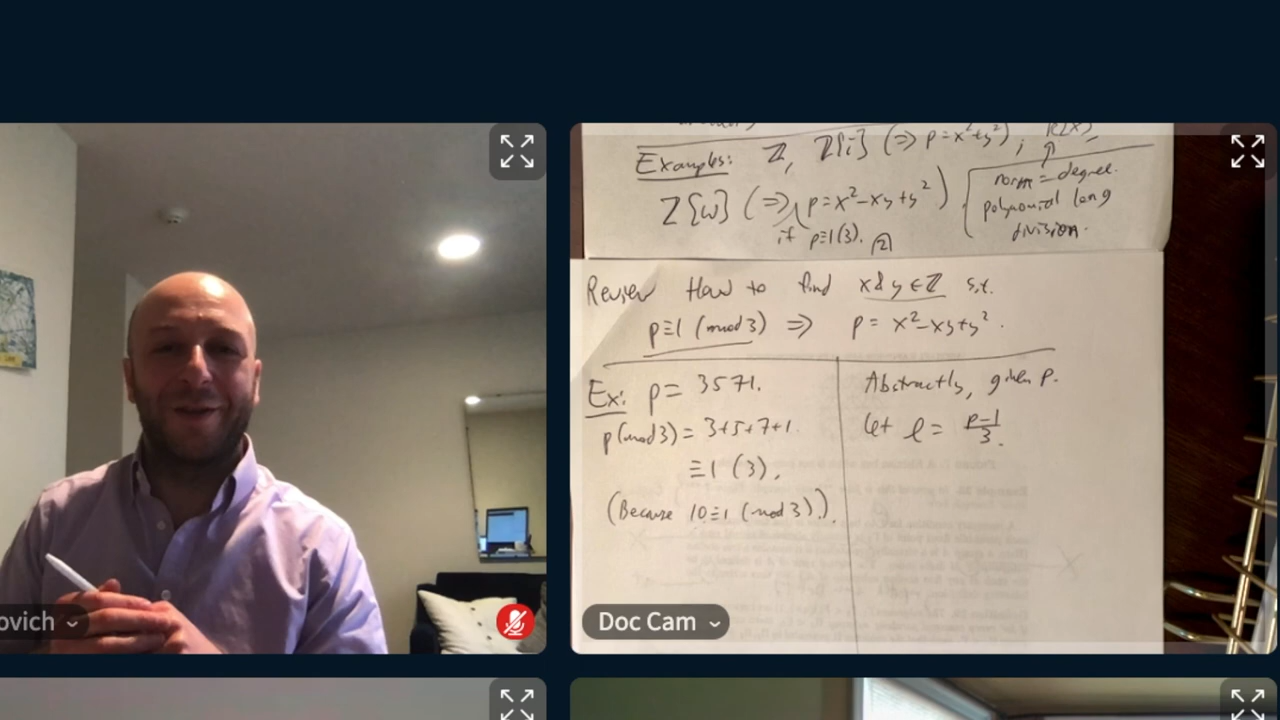 Examples: ℤ, ℤ[i] (⇒ p=x²+y²),
ℤ[ω] (⇒ p=x²-xy+y²)
if p≡1(3).
norm = degree.
polynomial long
division.
Review How to find x & y ∈ ℤ s.t.
p≡1 (mod 3) ⇒ p= x²-xy+y².
Ex: p= 3571.
p(mod 3) = 3+5+7+1.
≡1 (3).
(Because 10≡1 (mod 3)).
Abstractly, given p.
let ℓ = p-1/3.
ovich
Doc Cam